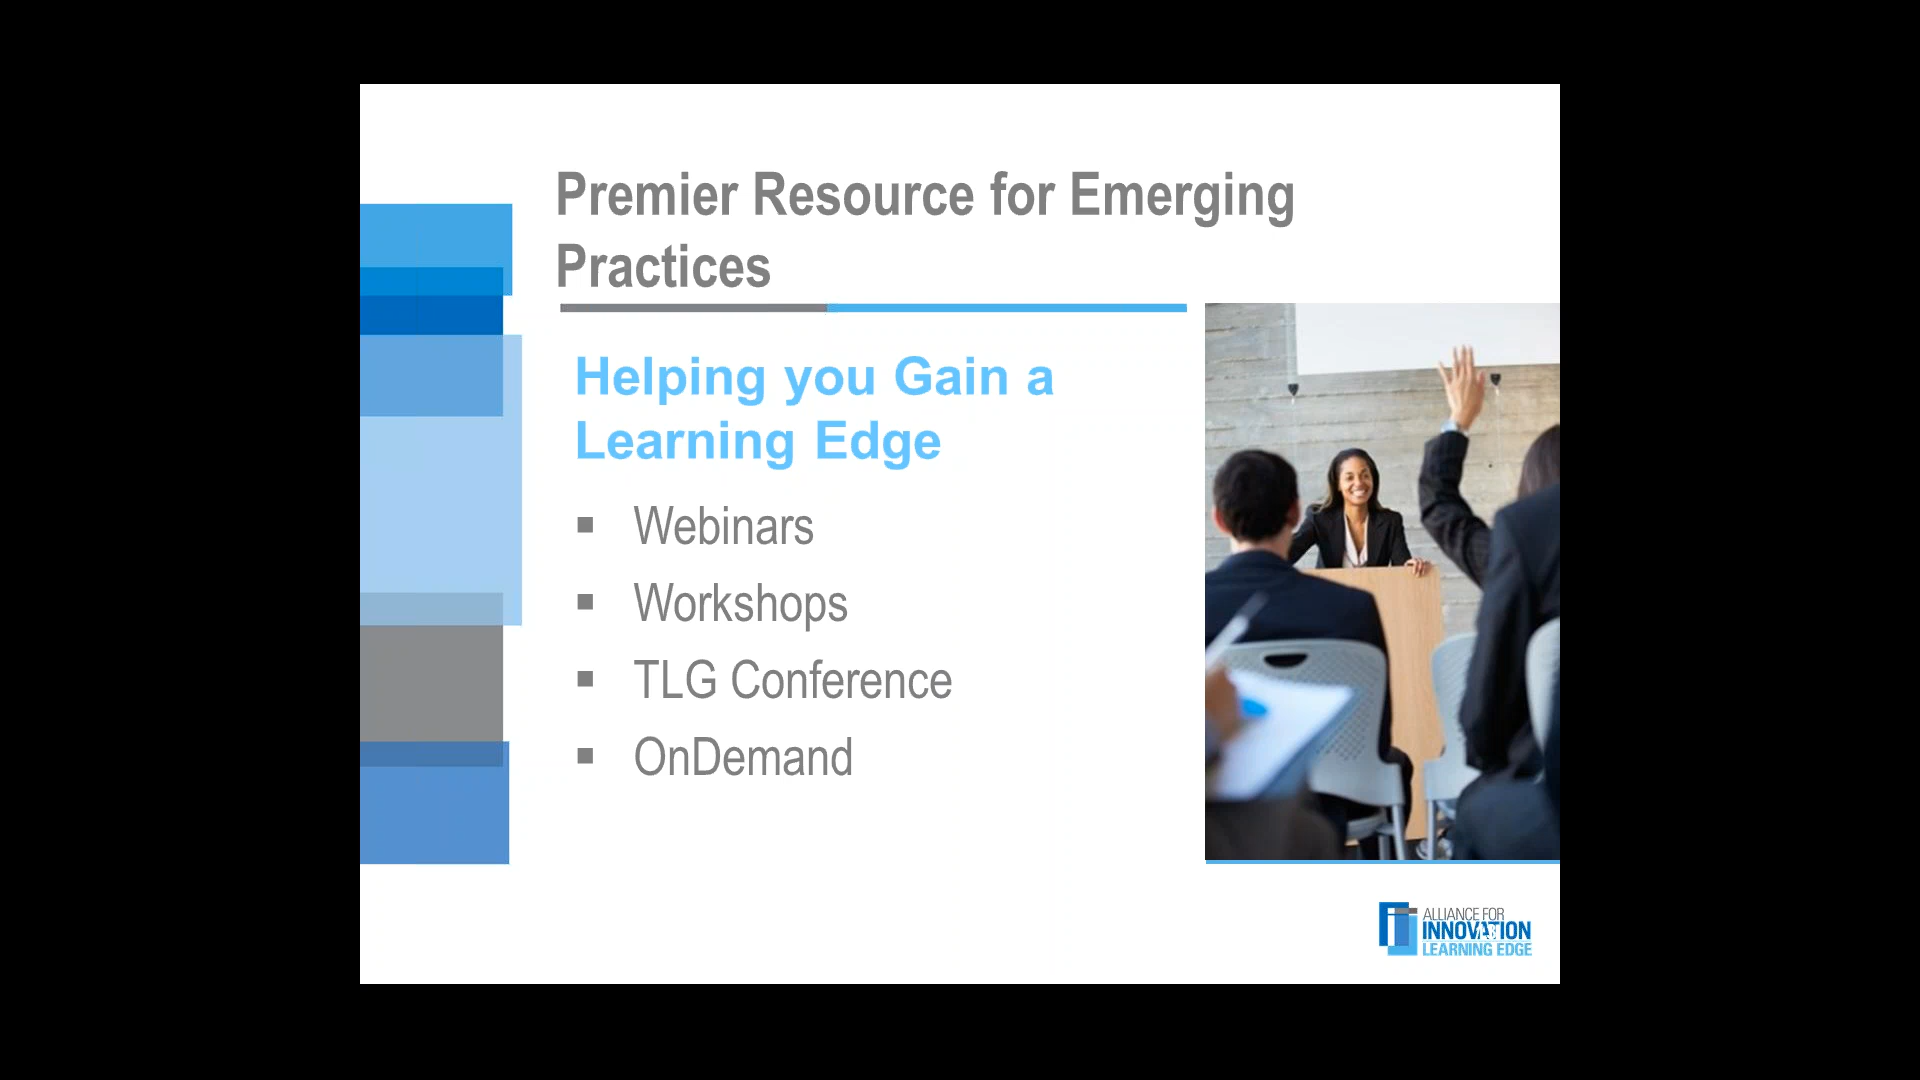 Premier Resource for Emerging
Practices
Helping you Gain a
Learning Edge
Webinars
Workshops
TLG Conference
OnDemand
ALLIANCE FOR
INNOVATION
LEARNING EDGE